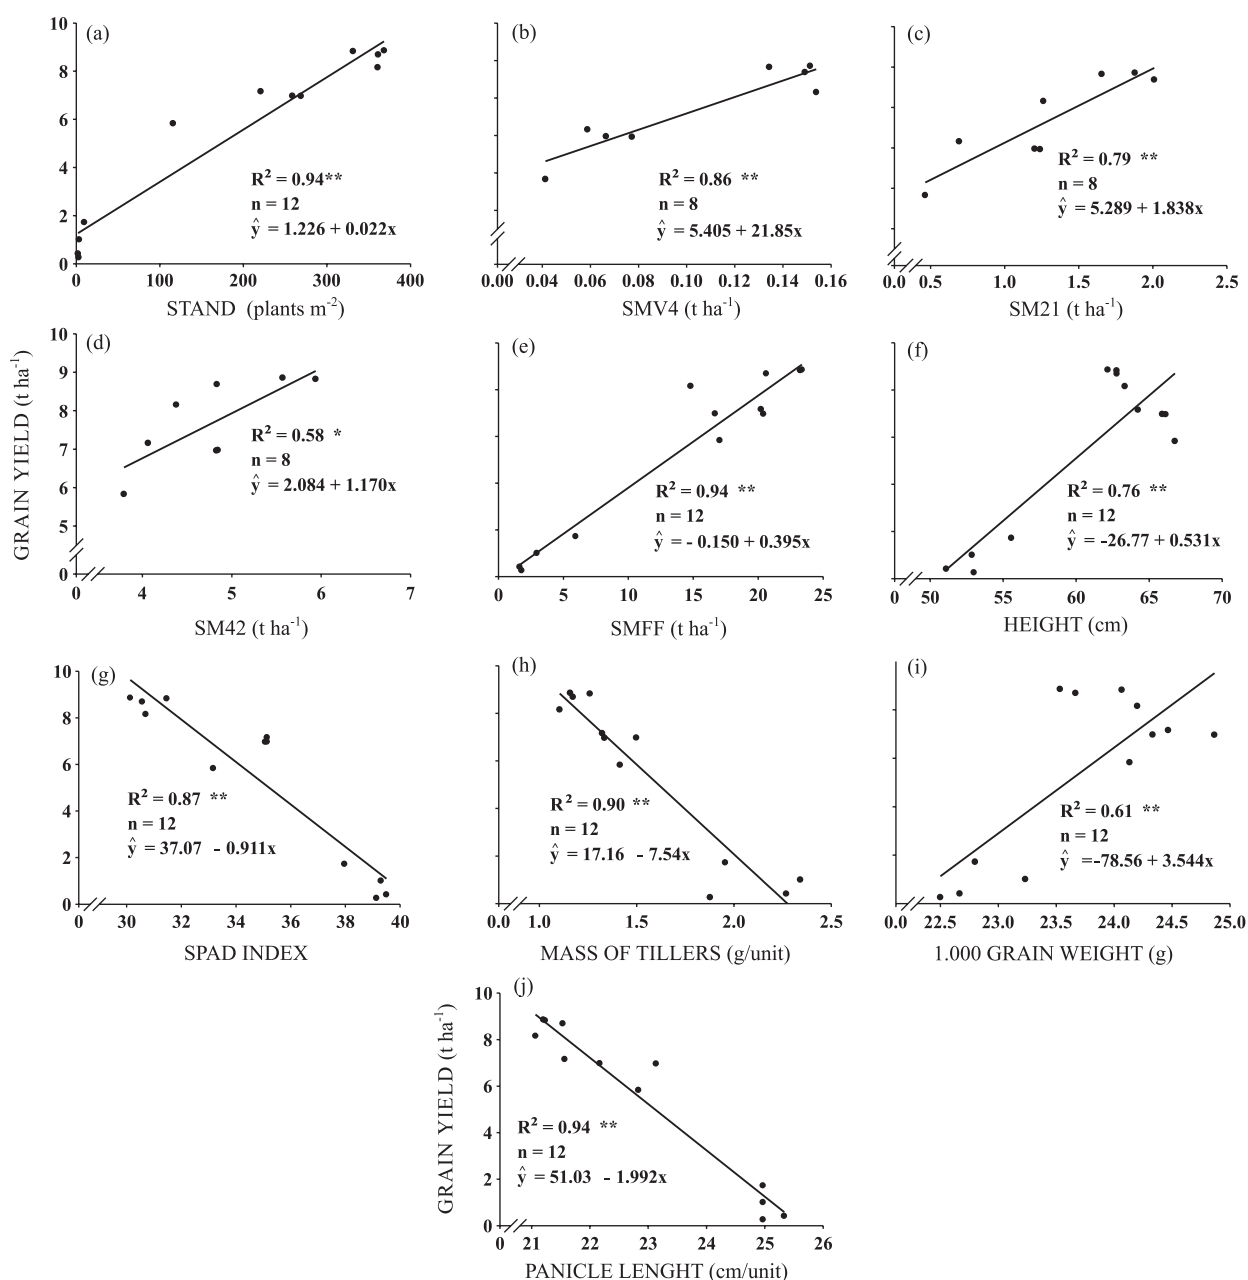 (a)
10
8
6
4
2
0
R² = 0.94**
n = 12
ŷ = 1.226 + 0.022x
0 100 200 300 400
STAND (plants m⁻²)
(b)
R² = 0.86 **
n = 8
ŷ = 5.405 + 21.85x
0.00 0.04 0.06 0.08 0.10 0.12 0.14 0.16
SMV4 (t ha⁻¹)
(c)
R² = 0.79 **
n = 8
ŷ = 5.289 + 1.838x
0.0 0.5 1.0 1.5 2.0 2.5
SM21 (t ha⁻¹)
GRAIN YIELD (t ha⁻¹)
(d)
10
9
8
7
6
5
0
R² = 0.58 *
n = 8
ŷ = 2.084 + 1.170x
0 4 5 6 7
SM42 (t ha⁻¹)
(e)
R² = 0.94 **
n = 12
ŷ = - 0.150 + 0.395x
0 5 10 15 20 25
SMFF (t ha⁻¹)
(f)
R² = 0.76 **
n = 12
ŷ = -26.77 + 0.531x
0 50 55 60 65 70
HEIGHT (cm)
(g)
10
8
6
4
2
0
R² = 0.87 **
n = 12
ŷ = 37.07 - 0.911x
0 30 32 34 36 38 40
SPAD INDEX
(h)
R² = 0.90 **
n = 12
ŷ = 17.16 - 7.54x
0. 1.0 1.5 2.0 2.5
MASS OF TILLERS (g/unit)
(i)
R² = 0.61 **
n = 12
ŷ =-78.56 + 3.544x
0.0 22.5 23.0 23.5 24.0 24.5 25.0
1.000 GRAIN WEIGHT (g)
GRAIN YIELD (t ha⁻¹)
(j)
10
8
6
4
2
0
R² = 0.94 **
n = 12
ŷ = 51.03 - 1.992x
0 21 22 23 24 25 26
PANICLE LENGHT (cm/unit)